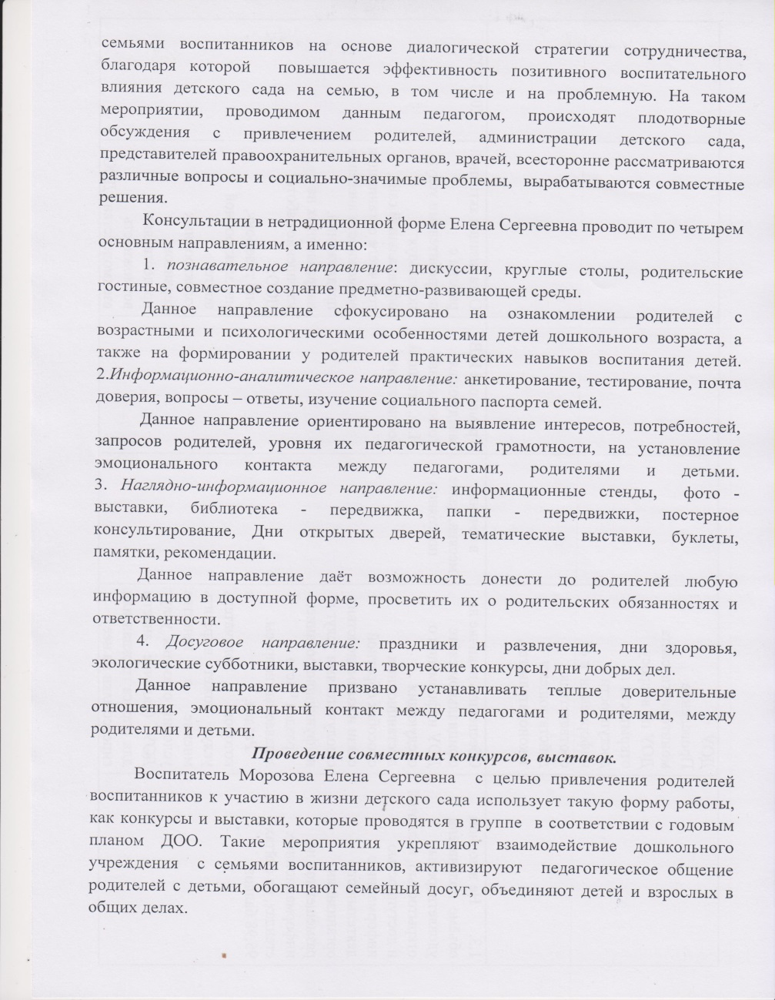 семьями воспитанников на основе диалогической стратегии сотрудничества,
благодаря которой повышается эффективность позитивного воспитательного
влияния детского сада на семью, в том числе и на проблемную. На таком
мероприятии, проводимом данным педагогом, происходят плодотворные
обсуждения с привлечением родителей, администрации детского сада,
представителей правоохранительных органов, врачей, всесторонне рассматриваются
различные вопросы и социально-значимые проблемы, вырабатываются совместные
решения.
Консультации в нетрадиционной форме Елена Сергеевна проводит по четырем
основным направлениям, а именно:
1. познавательное направление: дискуссии, круглые столы, родительские
гостиные, совместное создание предметно-развивающей среды.
Данное направление сфокусировано на ознакомлении родителей с
возрастными и психологическими особенностями детей дошкольного возраста, а
также на формировании у родителей практических навыков воспитания детей.
2.Информационно-аналитическое направление: анкетирование, тестирование, почта
доверия, вопросы – ответы, изучение социального паспорта семей.
Данное направление ориентировано на выявление интересов, потребностей,
запросов родителей, уровня их педагогической грамотности, на установление
эмоционального контакта между педагогами, родителями и детьми.
3. Наглядно-информационное направление: информационные стенды, фото -
выставки, библиотека - передвижка, папки - передвижки, постерное
консультирование, Дни открытых дверей, тематические выставки, буклеты,
памятки, рекомендации.
Данное направление даёт возможность донести до родителей любую
информацию в доступной форме, просветить их о родительских обязанностях и
ответственности.
4. Досуговое направление: праздники и развлечения, дни здоровья,
экологические субботники, выставки, творческие конкурсы, дни добрых дел.
Данное направление призвано устанавливать теплые доверительные
отношения, эмоциональный контакт между педагогами и родителями, между
родителями и детьми.
Проведение совместных конкурсов, выставок.
Воспитатель Морозова Елена Сергеевна с целью привлечения родителей
воспитанников к участию в жизни детского сада использует такую форму работы,
как конкурсы и выставки, которые проводятся в группе в соответствии с годовым
планом ДОО. Такие мероприятия укрепляют взаимодействие дошкольного
учреждения с семьями воспитанников, активизируют педагогическое общение
родителей с детьми, обогащают семейный досуг, объединяют детей и взрослых в
общих делах.